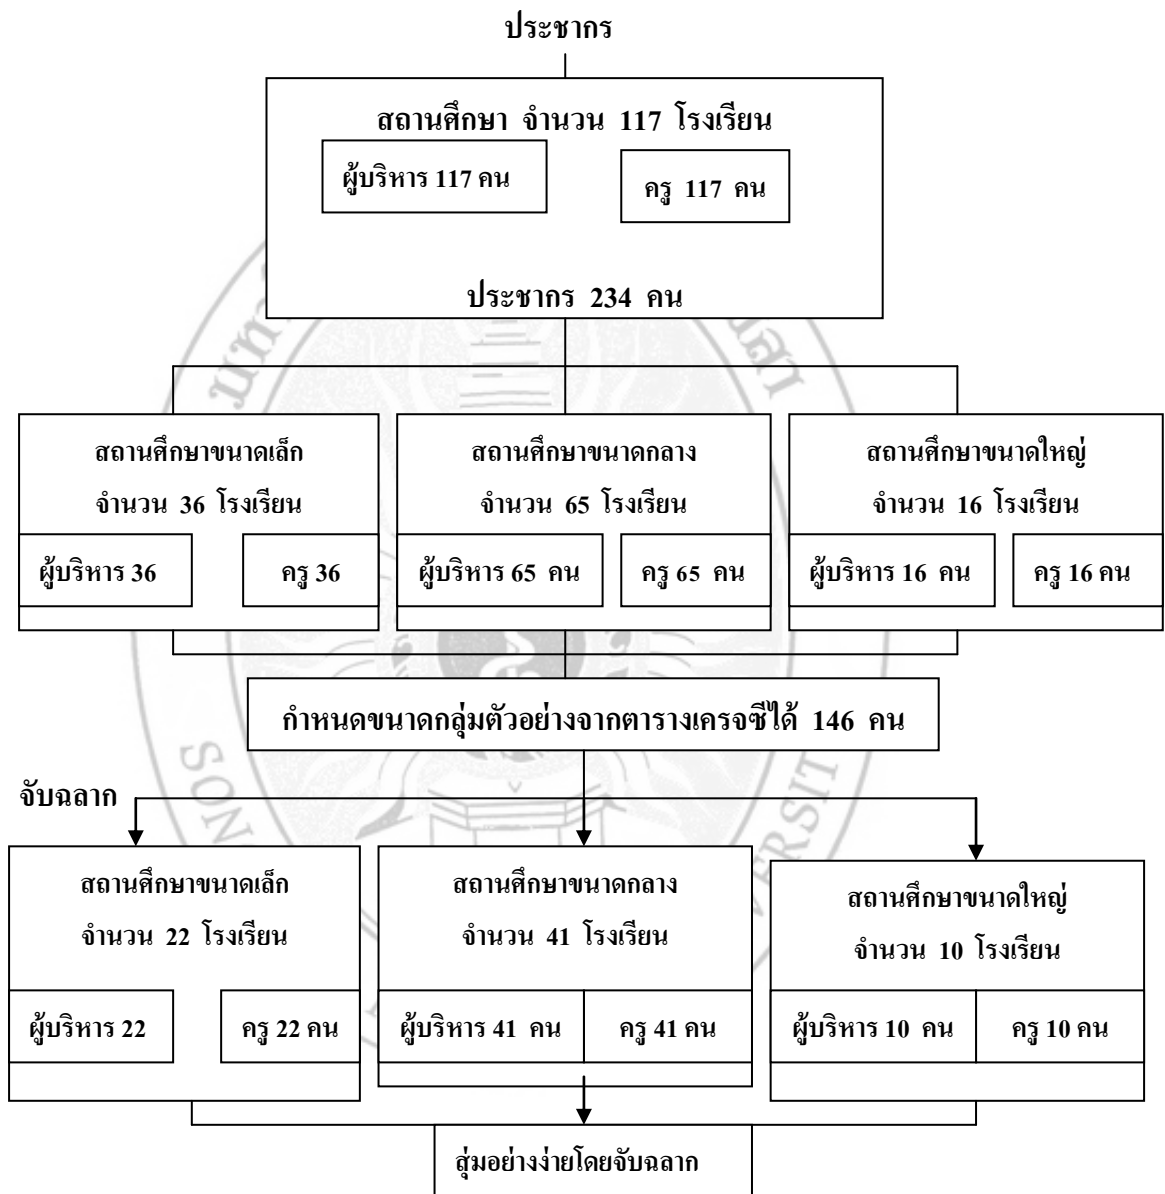 ประชากร
สถานศึกษา จำนวน 117 โรงเรียน
ผู้บริหาร 117 คน
ครู 117 คน
ประชากร 234 คน
สถานศึกษาขนาดเล็ก
จำนวน 36 โรงเรียน
ผู้บริหาร 36
ครู 36
สถานศึกษาขนาดกลาง
จำนวน 65 โรงเรียน
ผู้บริหาร 65 คน
ครู 65 คน
สถานศึกษาขนาดใหญ่
จำนวน 16 โรงเรียน
ผู้บริหาร 16 คน
ครู 16 คน
กำหนดขนาดกลุ่มตัวอย่างจากตารางเครจซีได้ 146 คน
จับฉลาก
สถานศึกษาขนาดเล็ก
จำนวน 22 โรงเรียน
ผู้บริหาร 22
ครู 22 คน
สถานศึกษาขนาดกลาง
จำนวน 41 โรงเรียน
ผู้บริหาร 41 คน
ครู 41 คน
สถานศึกษาขนาดใหญ่
จำนวน 10 โรงเรียน
ผู้บริหาร 10 คน
ครู 10 คน
สุ่มอย่างง่ายโดยจับฉลาก